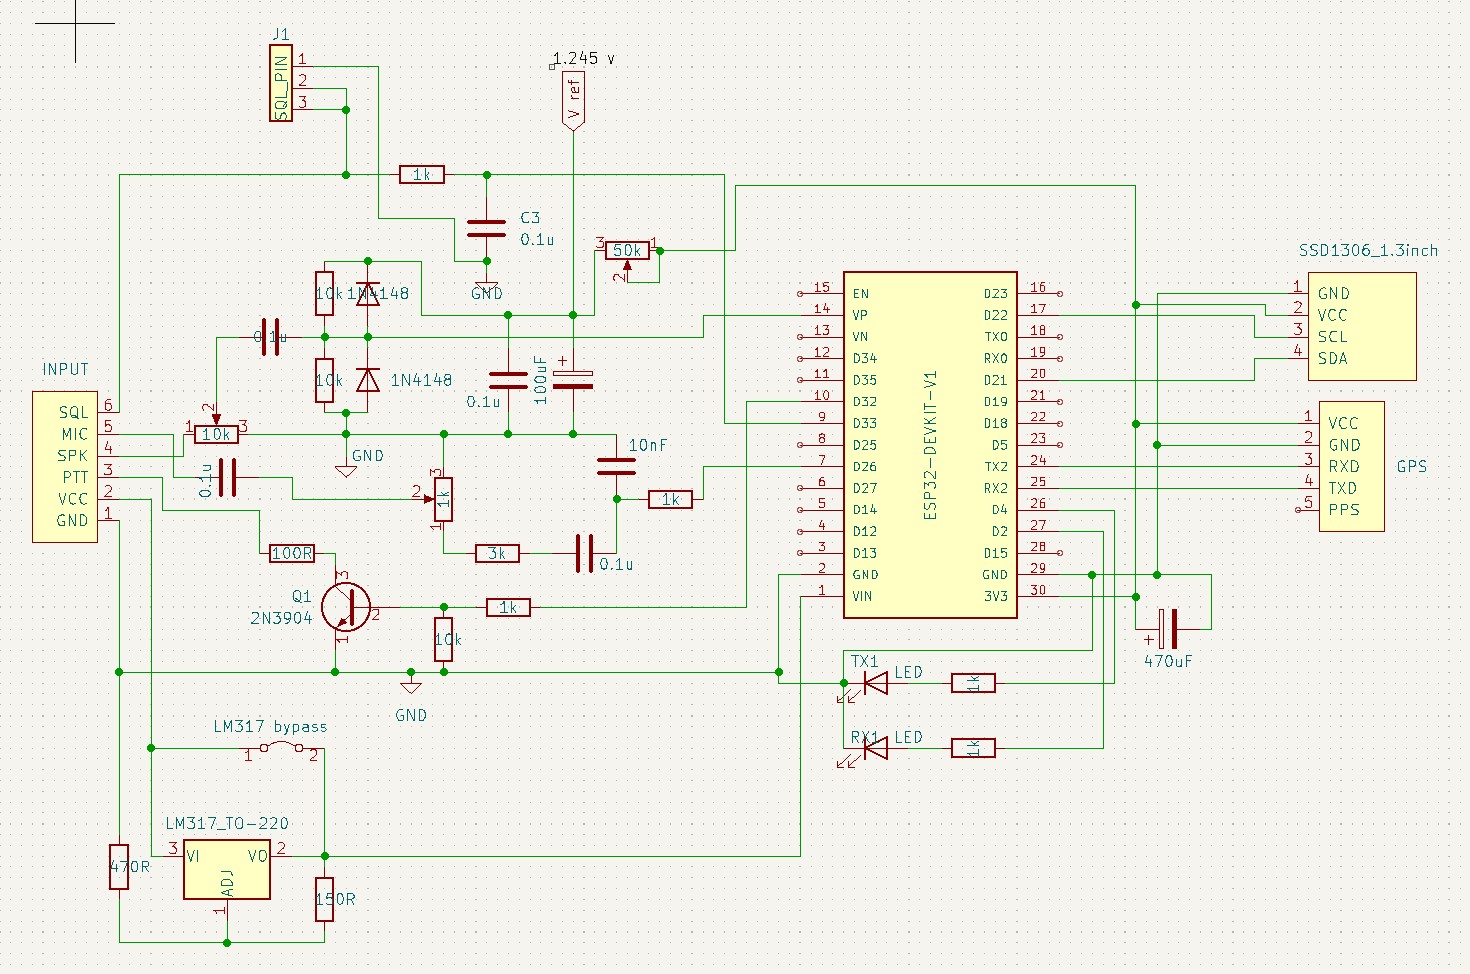 J1
SQL_PIN
1
2
3
1.245 v
V ref
1k
C3
0.1u
GND
3
50k
1
2
10k
1N4148
0.1u
10k
1N4148
0.1u
100uF
+
INPUT
SQL 6
MIC 5
SPK 4
PTT 3
VCC 2
GND 1
2
1
10k
3
0.1u
GND
3
2
1k
1
10nF
1k
3k
0.1u
100R
Q1
2N3904
3
2
1
1k
10k
GND
ESP32-DEVKIT-V1
15 EN D23 16
14 VP D22 17
13 VN TX0 18
12 D34 RX0 19
11 D35 D21 20
10 D32 D19 21
9 D33 D18 22
8 D25 D5 23
7 D26 TX2 24
6 D27 RX2 25
5 D14 D4 26
4 D12 D2 27
3 D13 D15 28
2 GND GND 29
1 VIN 3V3 30
SSD1306_1.3inch
1 GND
2 VCC
3 SCL
4 SDA
1 VCC
2 GND
3 RXD
4 TXD
5 PPS
GPS
+
470uF
TX1
LED
1k
RX1
LED
1k
LM317 bypass
1
2
LM317_TO-220
3 VI VO 2
ADJ
1
470R
150R